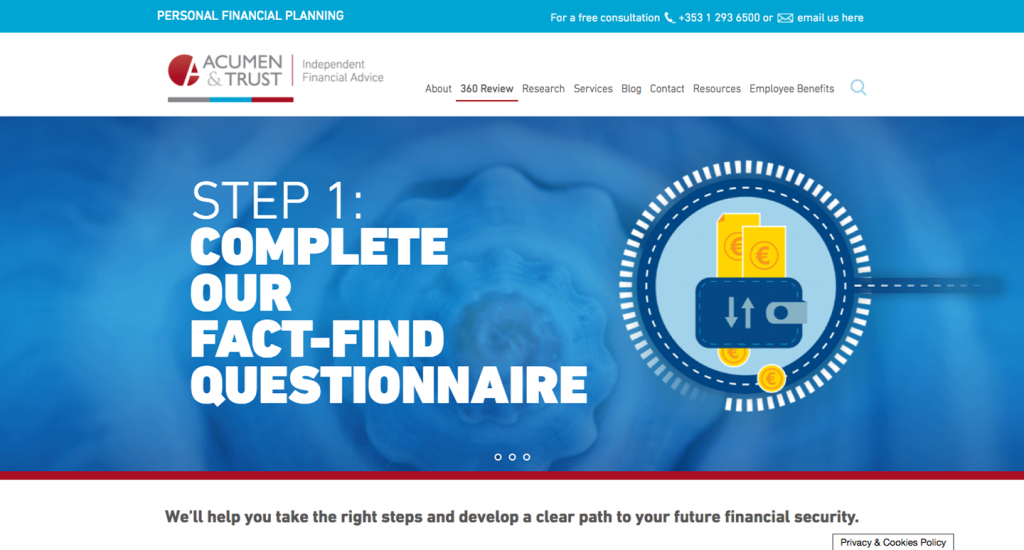 PERSONAL FINANCIAL PLANNING
For a free consultation +353 1 293 6500 or email us here
ACUMEN
& TRUST
Independent
Financial Advice
About 360 Review Research Services Blog Contact Resources Employee Benefits
STEP 1:
COMPLETE
OUR
FACT-FIND
QUESTIONNAIRE
€ €
€
€
We'll help you take the right steps and develop a clear path to your future financial security.
Privacy & Cookies Policy